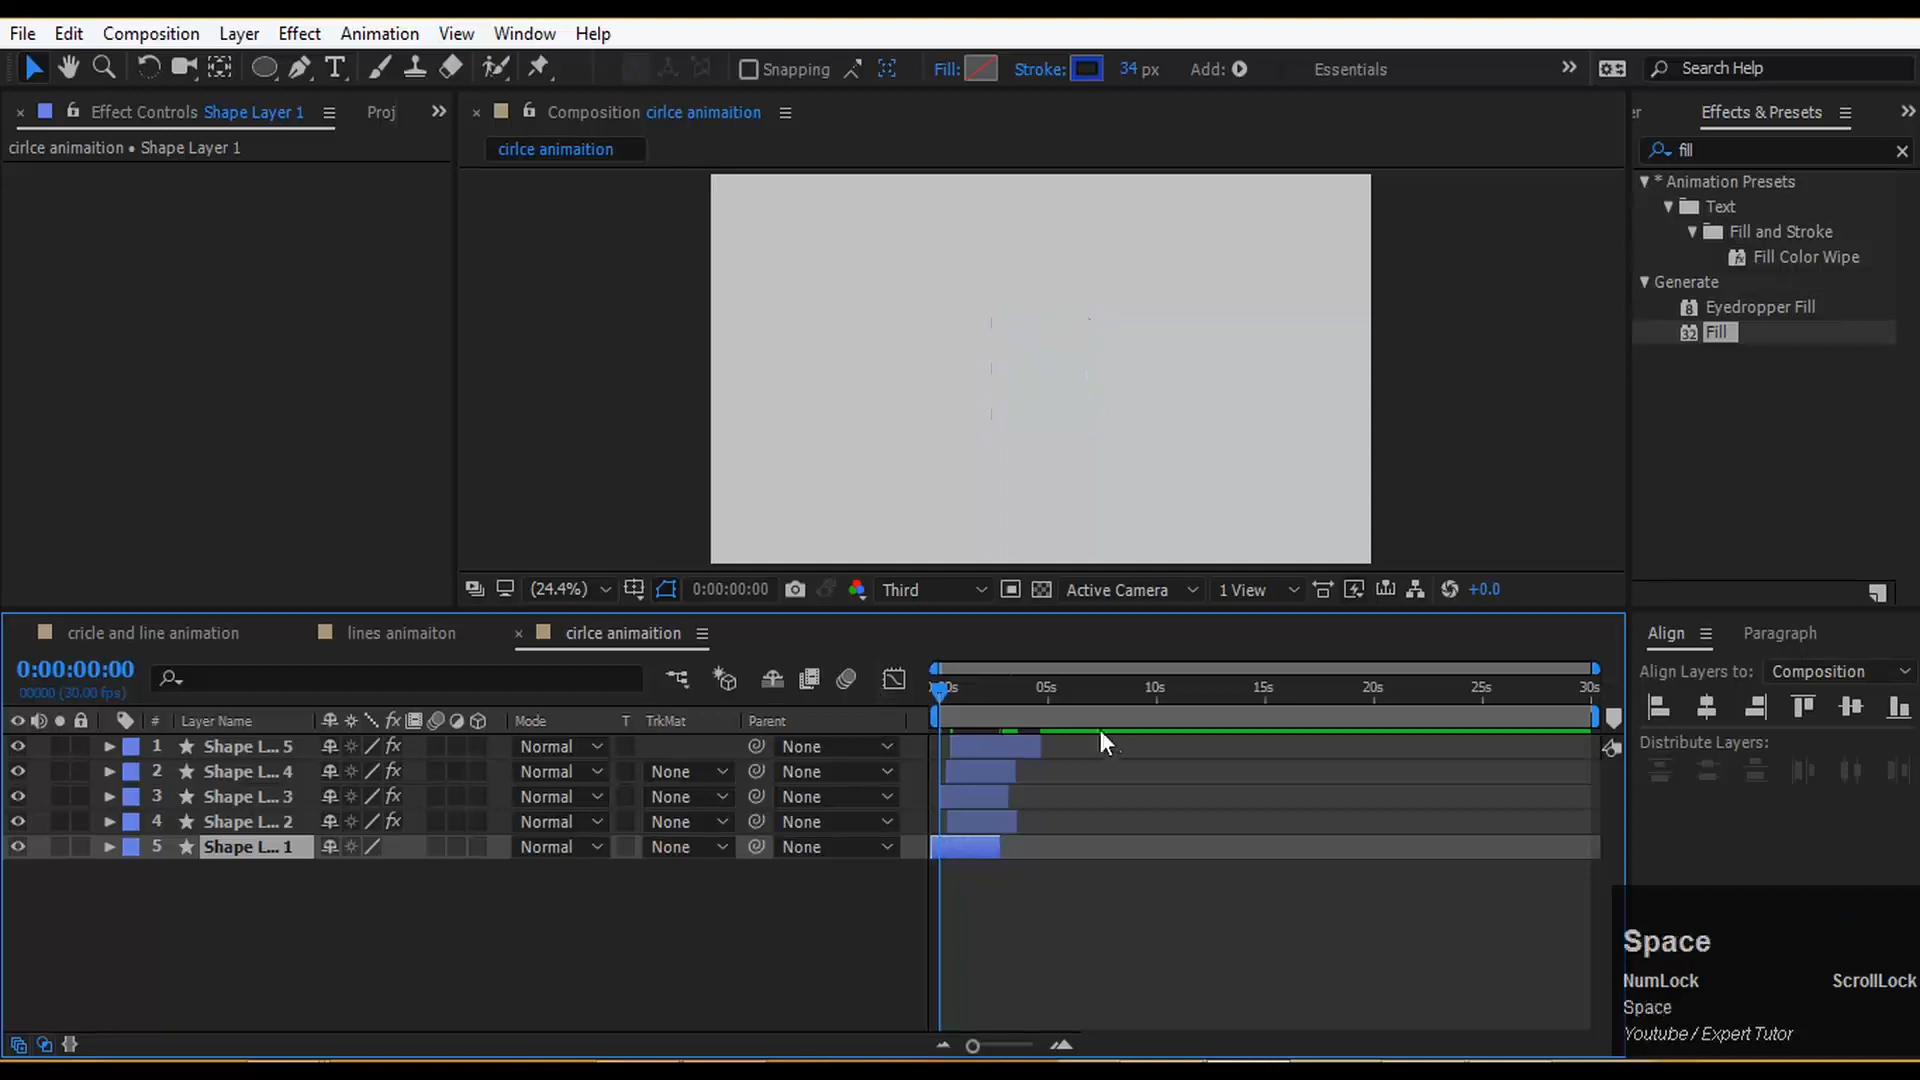 File Edit Composition Layer Effect Animation View Window Help
Snapping Fill: Stroke: 34 px Add: Essentials Search Help
Effect Controls Shape Layer 1 Proj
Composition cirlce animaition
Effects & Presets
cirlce animaition • Shape Layer 1
cirlce animaition
fill
* Animation Presets
Text
Fill and Stroke
Fill Color Wipe
Generate
Eyedropper Fill
Fill
(24.4%) 0:00:00:00 Third Active Camera 1 View +0.0
cricle and line animation lines animaiton cirlce animaition
Align Paragraph
0:00:00:00
00000 (30.00 fps)
Align Layers to: Composition
05s 10s 15s 20s 25s 30s
# Layer Name Mode T TrkMat Parent
Distribute Layers:
1 Shape L... 5 Normal None
2 Shape L... 4 Normal None None
3 Shape L... 3 Normal None None
4 Shape L... 2 Normal None None
5 Shape L... 1 Normal None None
Space
NumLock ScrollLock
Space
Youtube / Expert Tutor